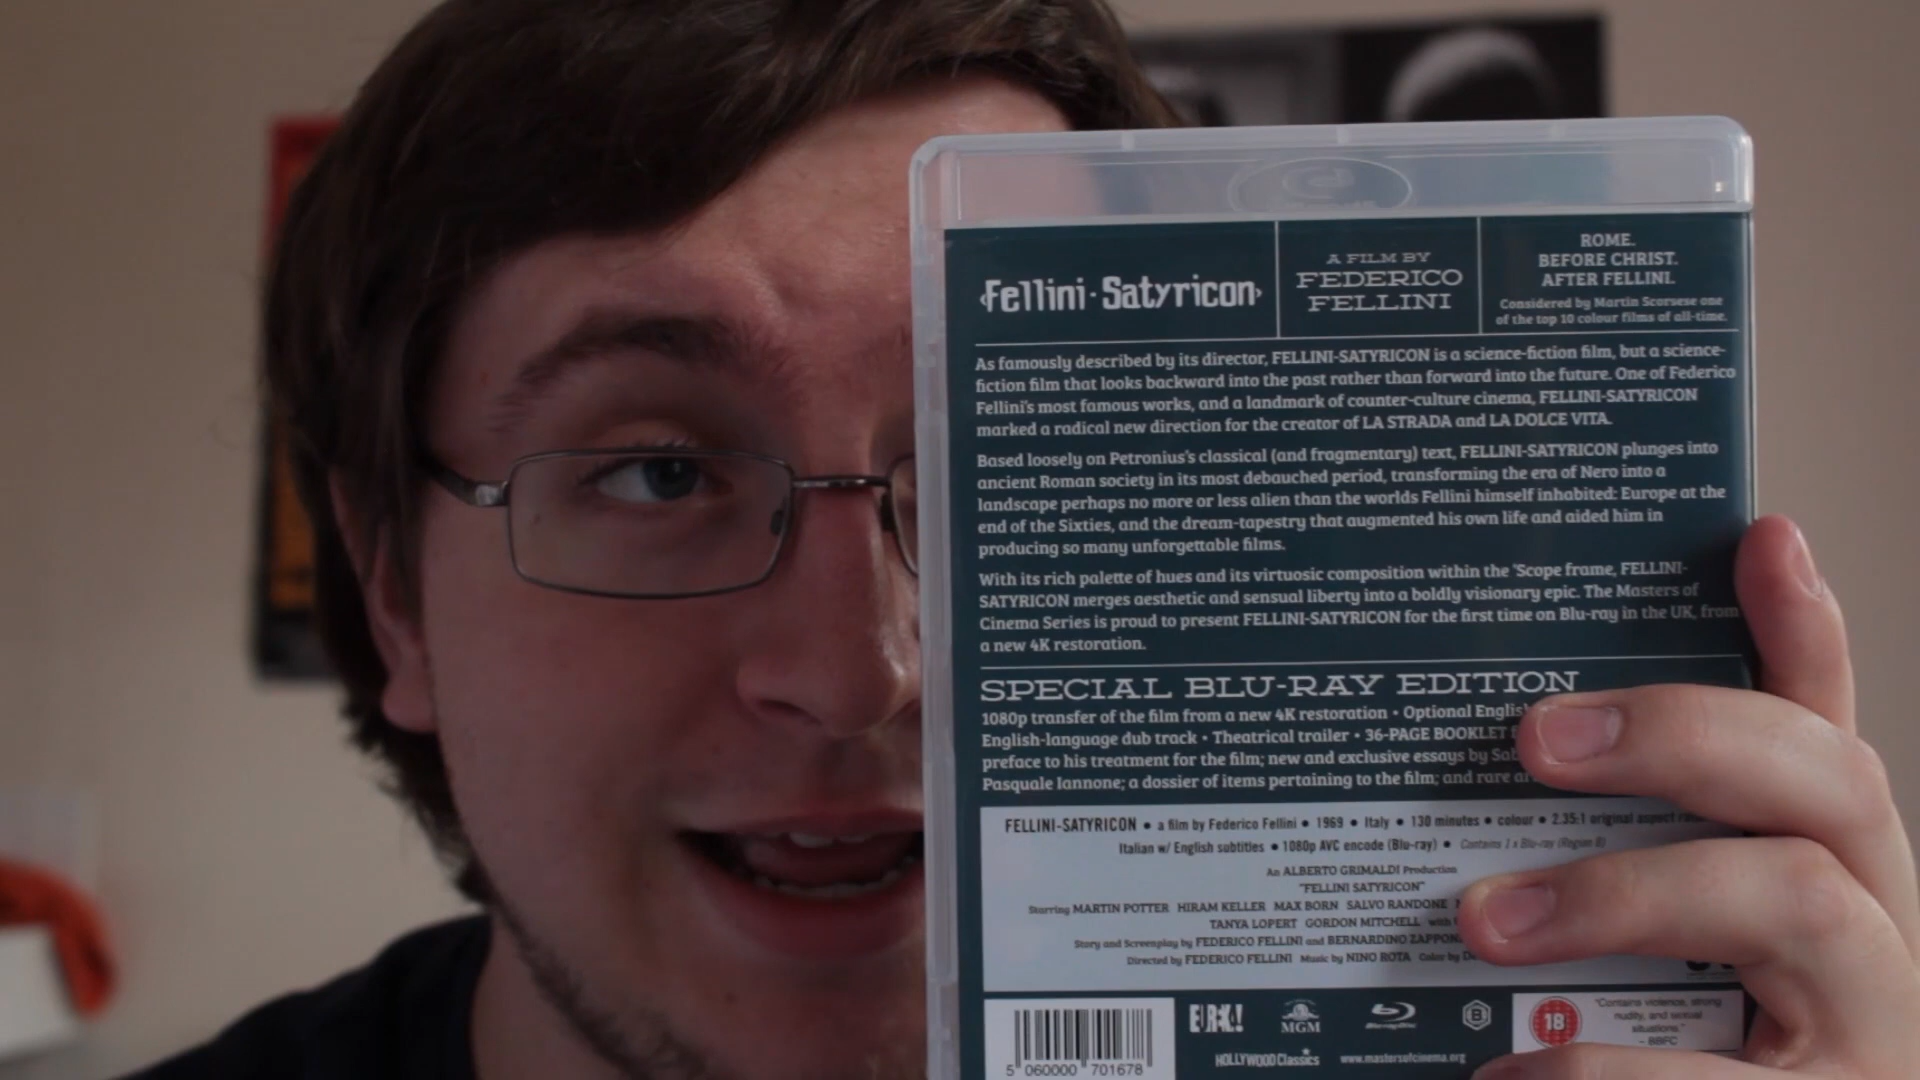 Fellini-Satyricon
A FILM BY
FEDERICO
FELLINI
ROME.
BEFORE CHRIST.
AFTER FELLINI.
Considered by Martin Scorsese one
of the top 10 colour films of all-time.
As famously described by its director, FELLINI-SATYRICON is a science-fiction film, but a science-
fiction film that looks backward into the past rather than forward into the future. One of Federico
Fellini's most famous works, and a landmark of counter-culture cinema, FELLINI-SATYRICON
marked a radical new direction for the creator of LA STRADA and LA DOLCE VITA.
Based loosely on Petronius's classical (and fragmentary) text, FELLINI-SATYRICON plunges into
ancient Roman society in its most debauched period, transforming the era of Nero into a
landscape perhaps no more or less alien than the worlds Fellini himself inhabited: Europe at the
end of the Sixties, and the dream-tapestry that augmented his own life and aided him in
producing so many unforgettable films.
With its rich palette of hues and its virtuosic composition within the 'Scope frame, FELLINI-
SATYRICON merges aesthetic and sensual liberty into a boldly visionary epic. The Masters of
Cinema Series is proud to present FELLINI-SATYRICON for the first time on Blu-ray in the UK, from
a new 4K restoration.
SPECIAL BLU-RAY EDITION
1080p transfer of the film from a new 4K restoration • Optional English
English-language dub track • Theatrical trailer • 36-PAGE BOOKLET
preface to his treatment for the film; new and exclusive essays by
Pasquale Iannone; a dossier of items pertaining to the film; and rare
FELLINI-SATYRICON • a film by Federico Fellini • 1969 • Italy • 130 minutes • colour • 2.35:1 original aspect
Italian w/ English subtitles • 1080p AVC encode (Blu-ray) • Contains 1 x Blu-ray (Region B)
An ALBERTO GRIMALDI Production
"FELLINI SATYRICON"
Starring MARTIN POTTER HIRAM KELLER MAX BORN SALVO RANDONE
TANYA LOPERT GORDON MITCHELL with
Story and Screenplay by FEDERICO FELLINI and BERNARDINO
Directed by FEDERICO FELLINI Music by NINO ROTA Color by
5 060000 701678
EUREKA!
MGM
Blu-ray Disc
B
HOLLYWOOD Classics
www.mastersofcinema.org
18
"Contains violence, strong
nudity, and sexual
situations."
- BBFC